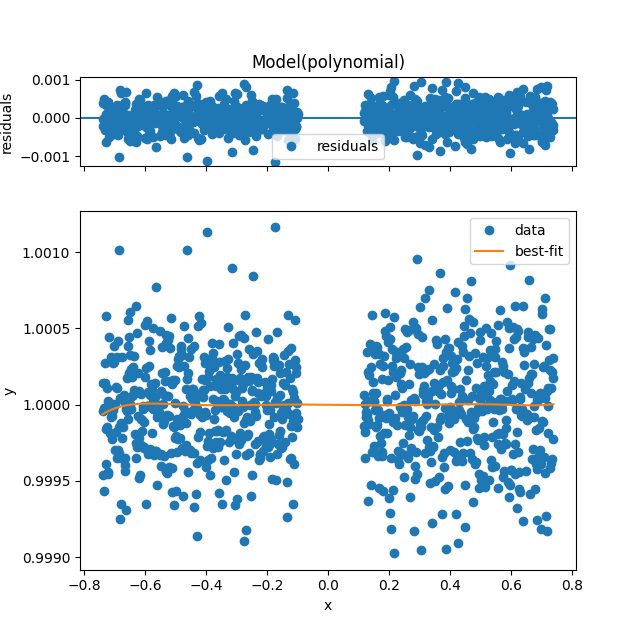 Model(polynomial)
residuals
0.001
0.000
−0.001
residuals
data
best-fit
y
1.0010
1.0005
1.0000
0.9995
0.9990
−0.8 −0.6 −0.4 −0.2 0.0 0.2 0.4 0.6 0.8
x